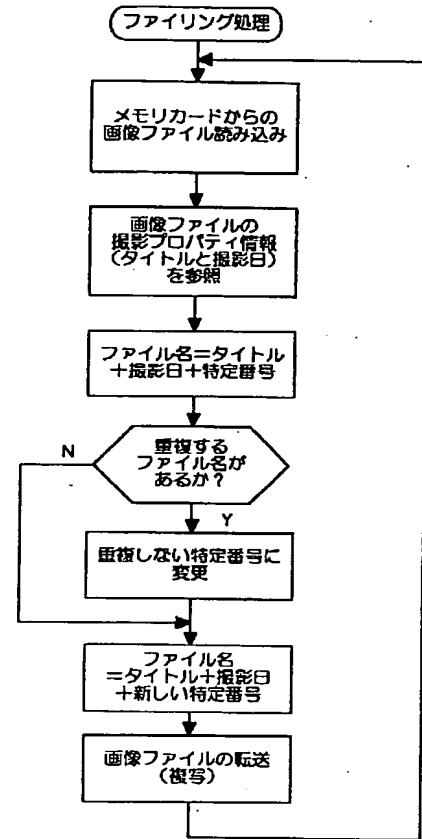 ファイリング処理
メモリカードからの
画像ファイル読み込み
画像ファイルの
撮影プロパティ情報
(タイトルと撮影日)
を参照
ファイル名＝タイトル
＋撮影日＋特定番号
重複する
ファイル名が
あるか？
N
Y
重複しない特定番号に
変更
ファイル名
＝タイトル＋撮影日
＋新しい特定番号
画像ファイルの転送
(複写)